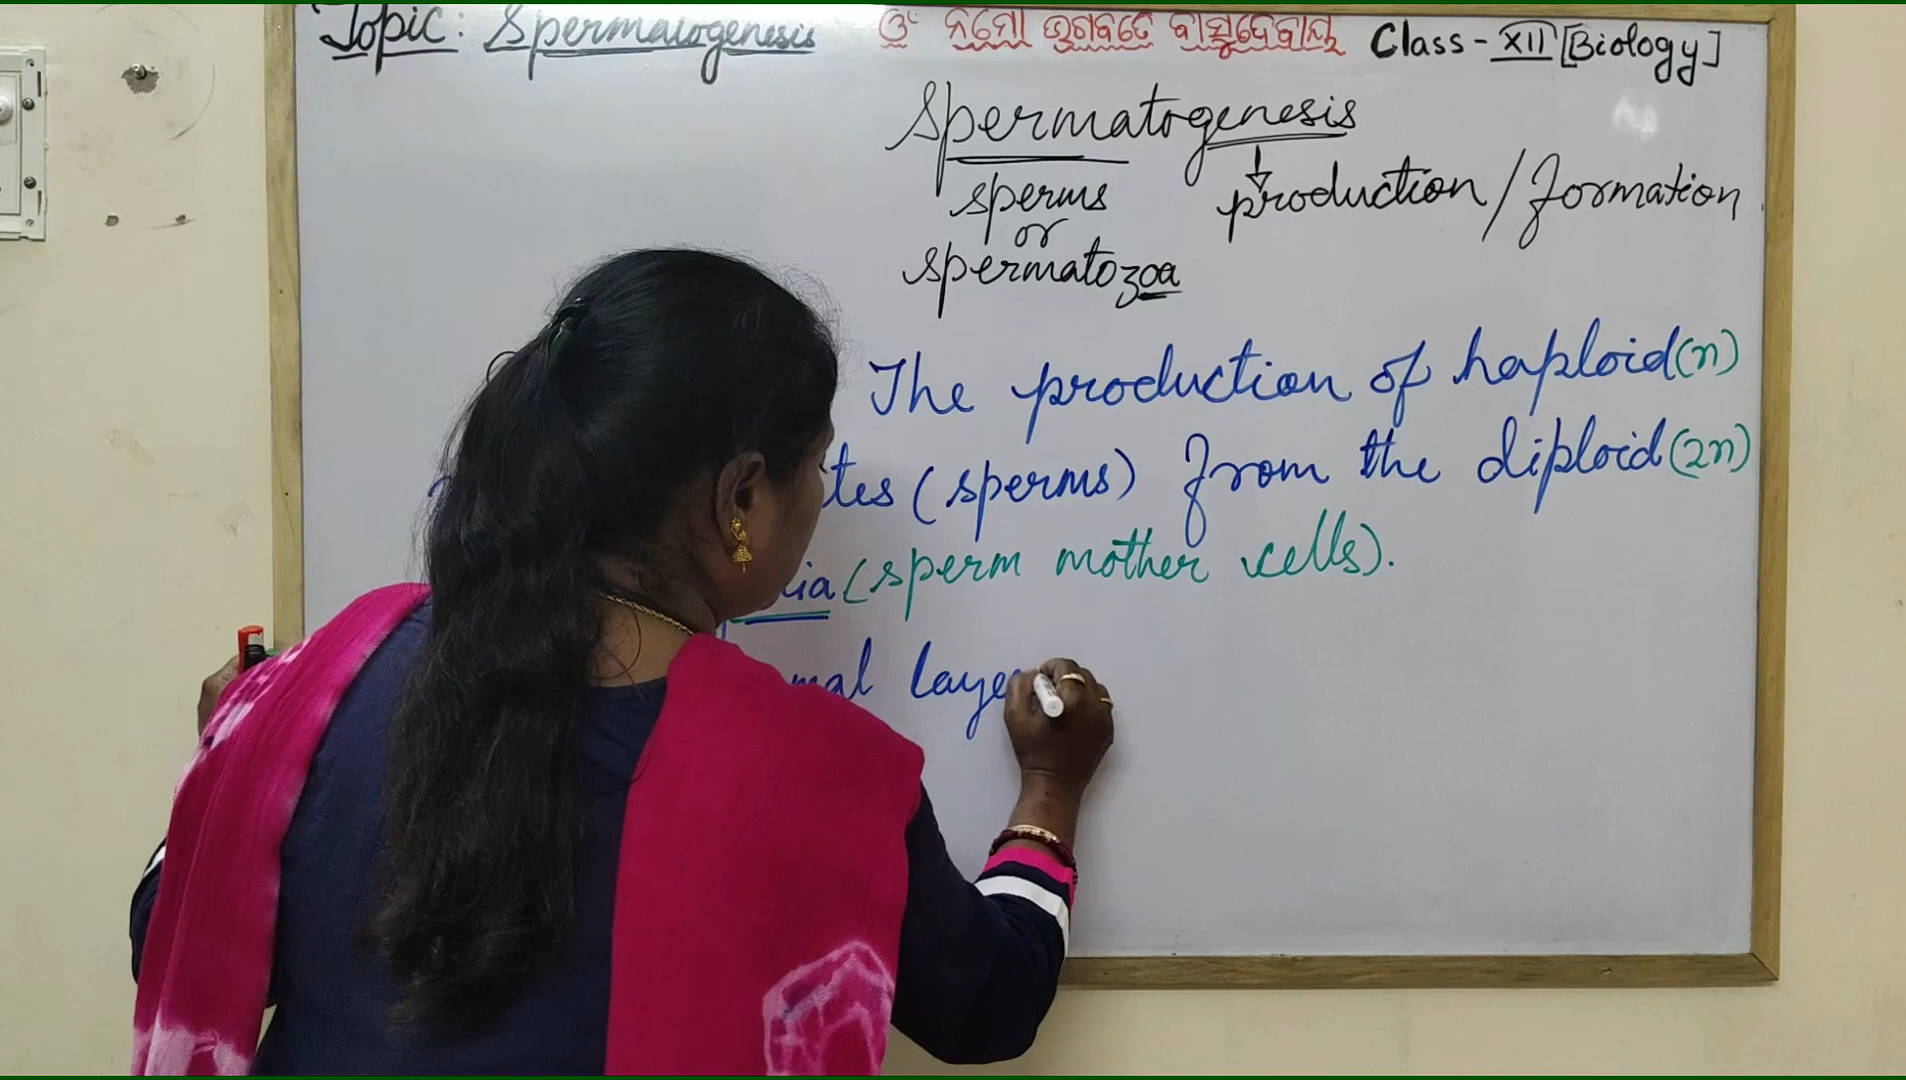 Topic: Spermatogenesis ଓଁ ନମୋ ଭଗବତେ ବାସୁଦେବାୟ Class - XII [Biology]
Spermatogenesis
sperms production / formation
or
spermatozoa
The production of haploid (n)
tes (sperms) from the diploid (2n)
ia (sperm mother cells).
mal laye